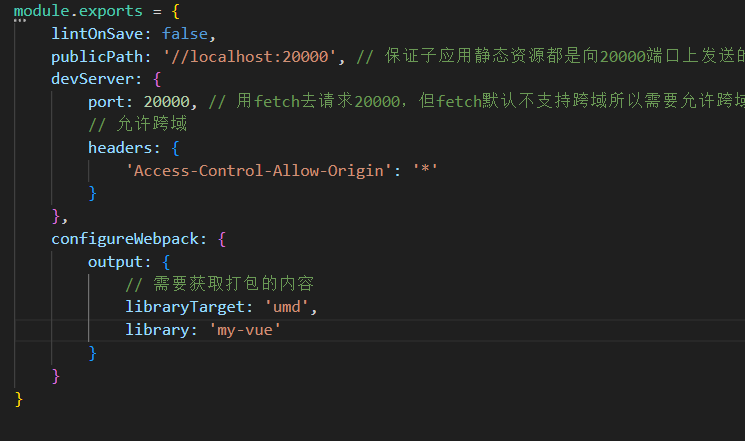 module.exports = {
lintOnSave: false,
publicPath: '//localhost:20000', // 保证子应用静态资源都是向20000端口上发送的
devServer: {
port: 20000, // 用fetch去请求20000，但fetch默认不支持跨域所以需要允许跨域
// 允许跨域
headers: {
'Access-Control-Allow-Origin': '*'
}
},
configureWebpack: {
output: {
// 需要获取打包的内容
libraryTarget: 'umd',
library: 'my-vue'
}
}
}